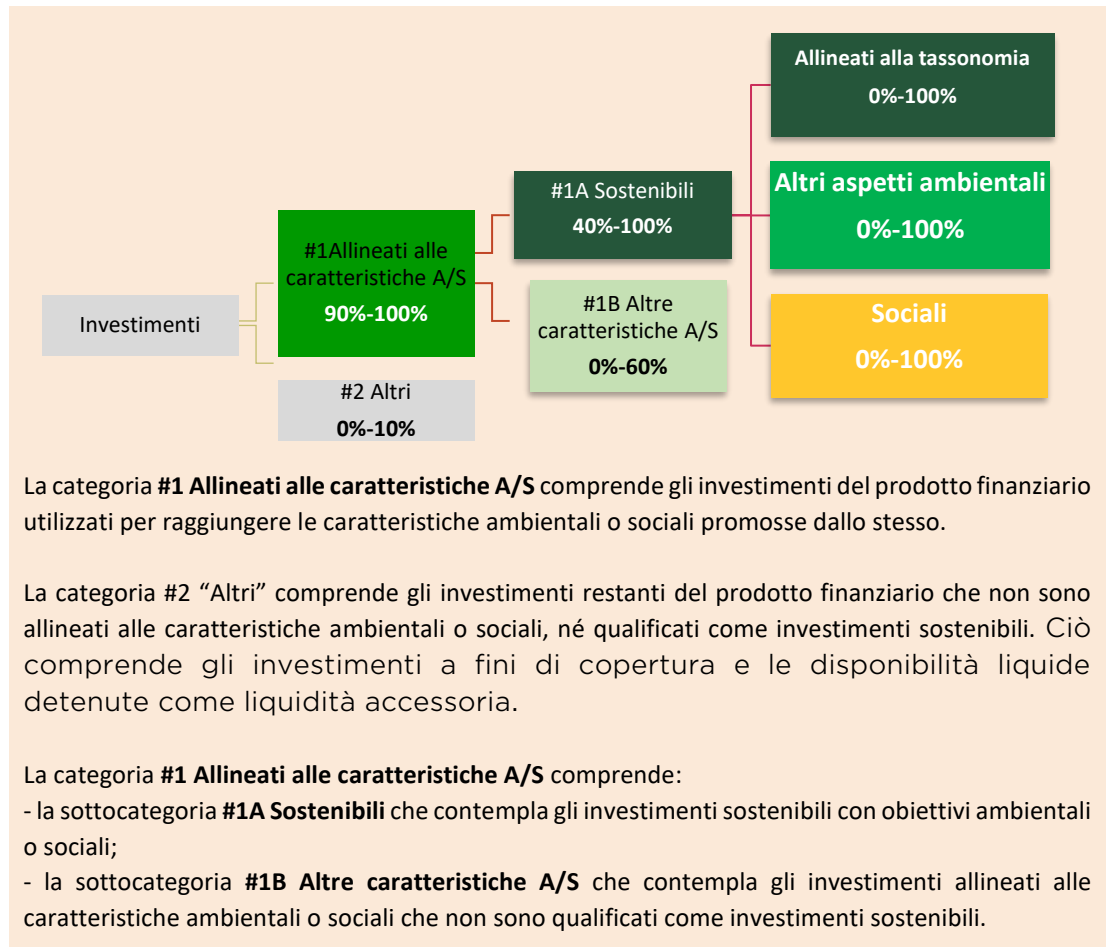 Allineati alla tassonomia
0%-100%
Altri aspetti ambientali
0%-100%
Sociali
0%-100%
#1A Sostenibili
40%-100%
#1B Altre
caratteristiche A/S
0%-60%
#1Allineati alle
caratteristiche A/S
90%-100%
Investimenti
#2 Altri
0%-10%
La categoria #1 Allineati alle caratteristiche A/S comprende gli investimenti del prodotto finanziario
utilizzati per raggiungere le caratteristiche ambientali o sociali promosse dallo stesso.
La categoria #2 “Altri” comprende gli investimenti restanti del prodotto finanziario che non sono
allineati alle caratteristiche ambientali o sociali, né qualificati come investimenti sostenibili. Ciò
comprende gli investimenti a fini di copertura e le disponibilità liquide
detenute come liquidità accessoria.
La categoria #1 Allineati alle caratteristiche A/S comprende:
- la sottocategoria #1A Sostenibili che contempla gli investimenti sostenibili con obiettivi ambientali
o sociali;
- la sottocategoria #1B Altre caratteristiche A/S che contempla gli investimenti allineati alle
caratteristiche ambientali o sociali che non sono qualificati come investimenti sostenibili.